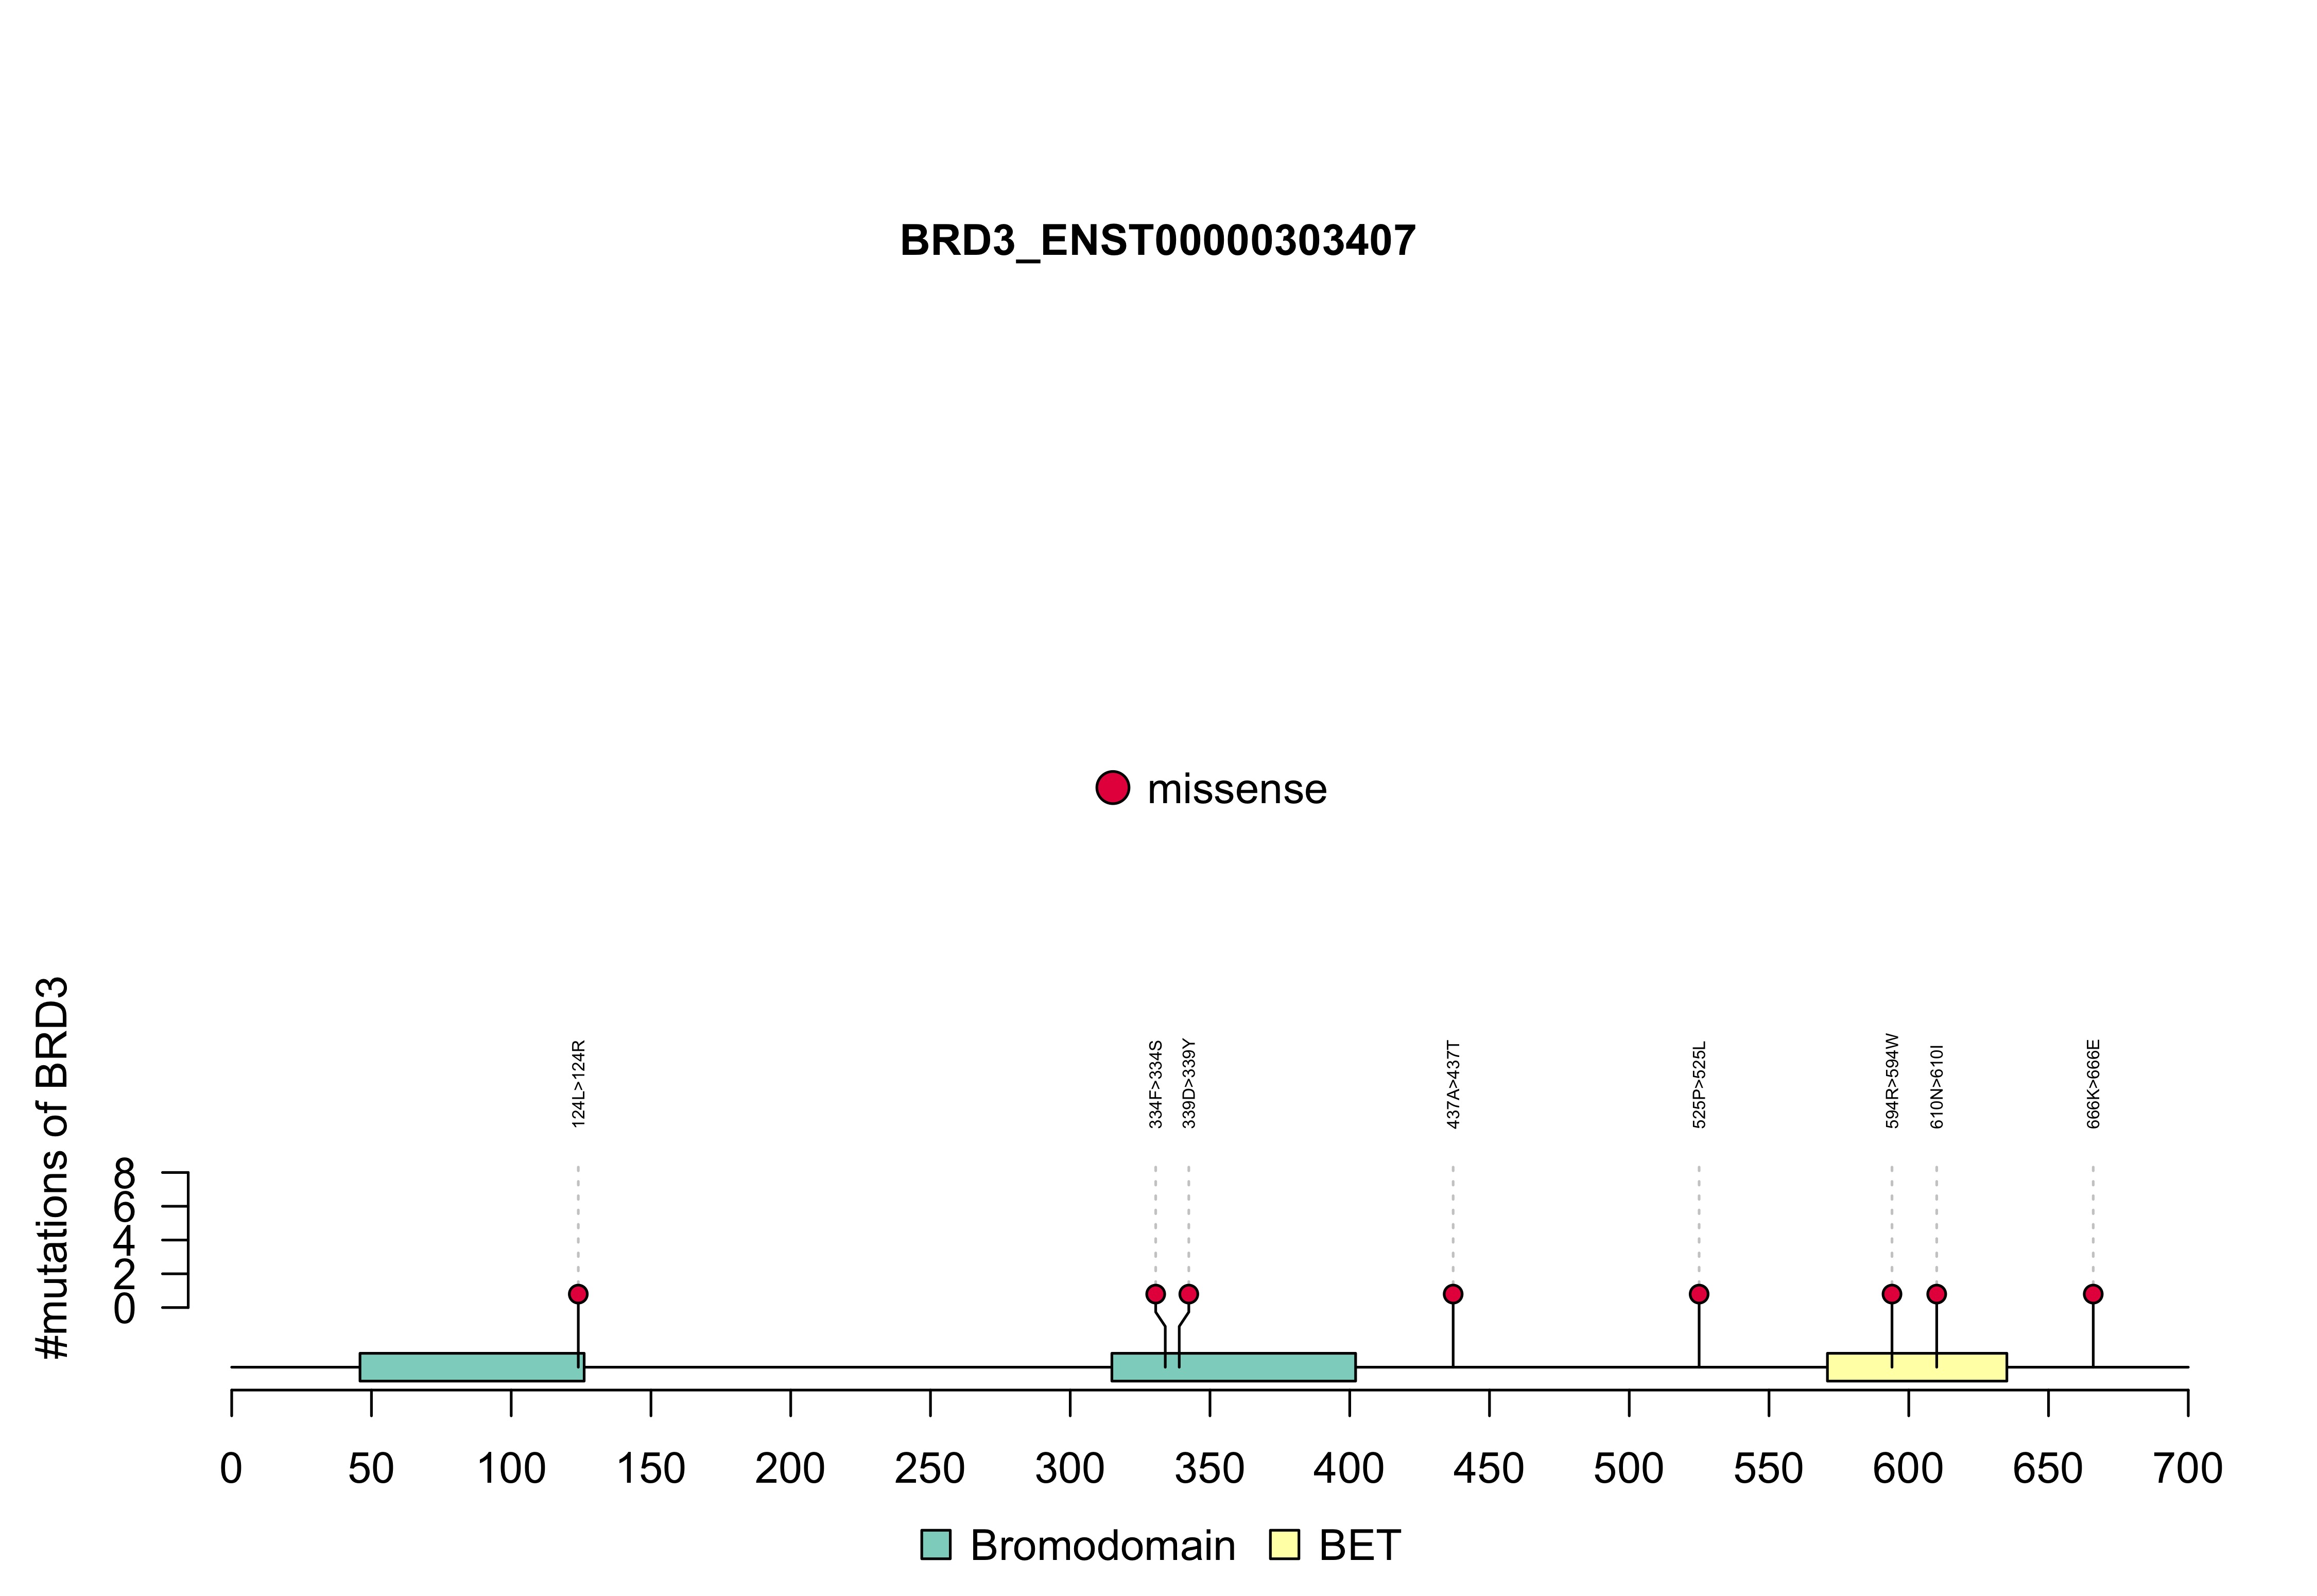 BRD3_ENST00000303407
missense
#mutations of BRD3
124L>124R
334F>334S
339D>339Y
437A>437T
525P>525L
594R>594W
610N>610I
666K>666E
8
6
4
2
0
0 50 100 150 200 250 300 350 400 450 500 550 600 650 700
Bromodomain BET